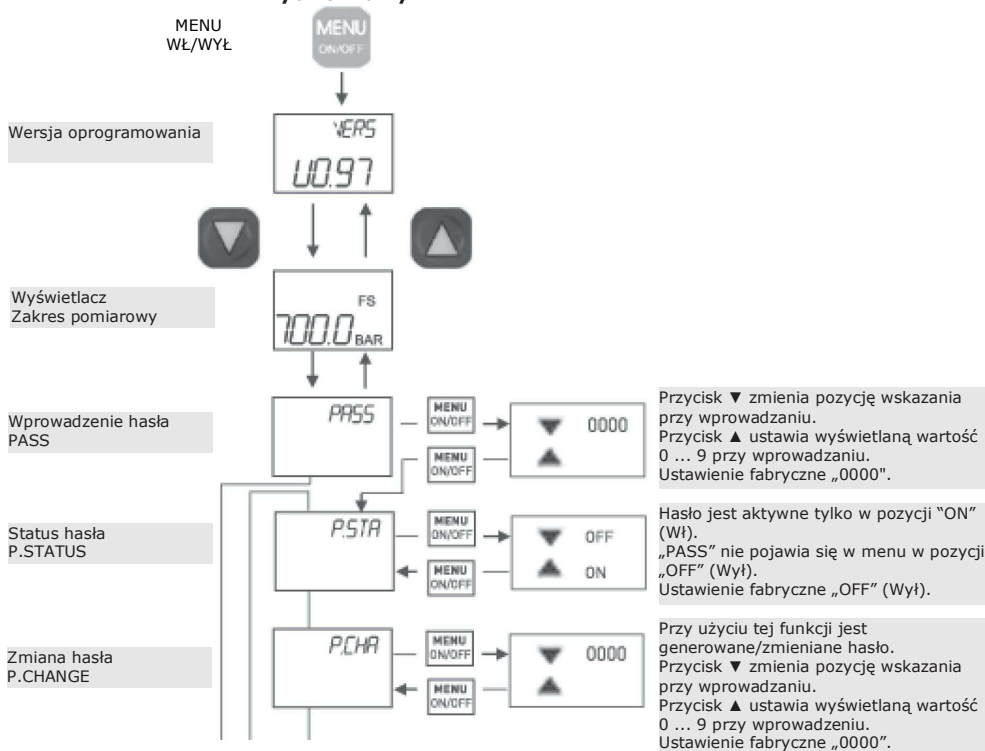 MENU
WŁ/WYŁ
MENU
ON/OFF
Wersja oprogramowania
VERS
U0.97
Wyświetlacz
Zakres pomiarowy
FS
700.0 BAR
Wprowadzenie hasła
PASS
PASS
MENU
ON/OFF
▼ 0000
MENU
ON/OFF
▲
Przycisk ▼ zmienia pozycję wskazania
przy wprowadzaniu.
Przycisk ▲ ustawia wyświetlaną wartość
0 ... 9 przy wprowadzaniu.
Ustawienie fabryczne „0000".
Status hasła
P.STATUS
P.STA
MENU
ON/OFF
▼ OFF
MENU
ON/OFF
▲ ON
Hasło jest aktywne tylko w pozycji “ON”
(Wł).
„PASS” nie pojawia się w menu w pozycji
„OFF” (Wył).
Ustawienie fabryczne „OFF” (Wył).
Zmiana hasła
P.CHANGE
P.CHA
MENU
ON/OFF
▼ 0000
MENU
ON/OFF
▲
Przy użyciu tej funkcji jest
generowane/zmieniane hasło.
Przycisk ▼ zmienia pozycję wskazania
przy wprowadzaniu.
Przycisk ▲ ustawia wyświetlaną wartość
0 ... 9 przy wprowadzeniu.
Ustawienie fabryczne „0000”.